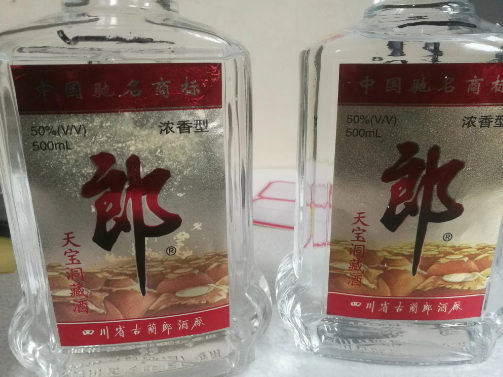 中国驰名商标
50%(V/V)
500mL
浓香型
郎
®
天宝洞藏酒
四川省古蔺郎酒厂
中国驰名商标
50%(V/V)
500mL
浓香型
郎
®
天宝洞藏酒
四川省古蔺郎酒厂